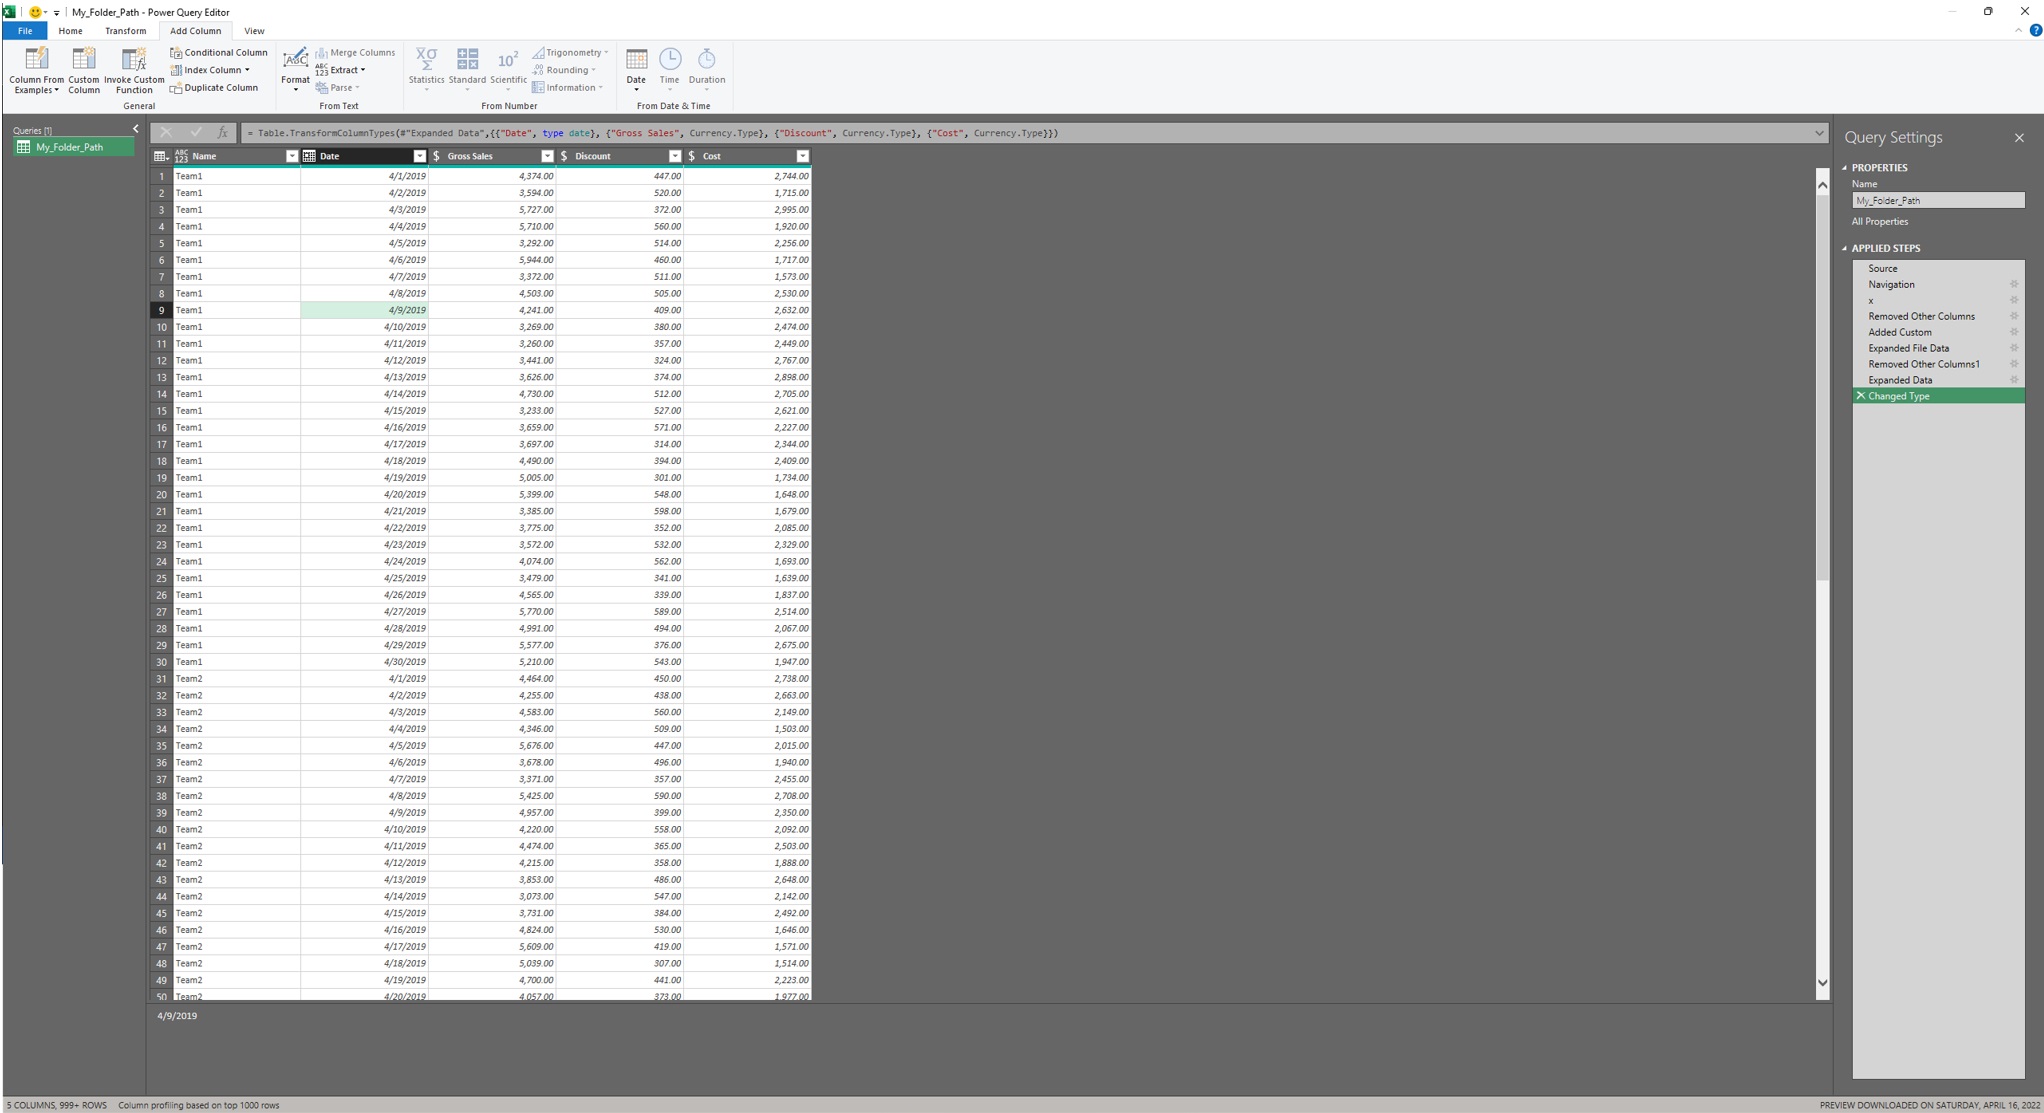 My_Folder_Path - Power Query Editor
File Home Transform Add Column View
Column From Examples Custom Column Invoke Custom Function Conditional Column Index Column Duplicate Column
Format Merge Columns Extract Parse
Statistics Standard Scientific Trigonometry Rounding Information
Date Time Duration
General From Text From Number From Date & Time
Queries [1]
My_Folder_Path
= Table.TransformColumnTypes(#"Expanded Data",{{"Date", type date}, {"Gross Sales", Currency.Type}, {"Discount", Currency.Type}, {"Cost", Currency.Type}})
ABC 123 Name Date $ Gross Sales $ Discount $ Cost
1 Team1 4/1/2019 4,374.00 447.00 2,744.00
2 Team1 4/2/2019 3,594.00 520.00 1,715.00
3 Team1 4/3/2019 5,727.00 372.00 2,995.00
4 Team1 4/4/2019 5,710.00 560.00 1,920.00
5 Team1 4/5/2019 3,292.00 514.00 2,256.00
6 Team1 4/6/2019 5,944.00 460.00 1,717.00
7 Team1 4/7/2019 3,372.00 511.00 1,573.00
8 Team1 4/8/2019 4,503.00 505.00 2,530.00
9 Team1 4/9/2019 4,241.00 409.00 2,632.00
10 Team1 4/10/2019 3,269.00 380.00 2,474.00
11 Team1 4/11/2019 3,260.00 357.00 2,449.00
12 Team1 4/12/2019 3,441.00 324.00 2,767.00
13 Team1 4/13/2019 3,626.00 374.00 2,898.00
14 Team1 4/14/2019 4,730.00 512.00 2,705.00
15 Team1 4/15/2019 3,233.00 527.00 2,621.00
16 Team1 4/16/2019 3,659.00 571.00 2,227.00
17 Team1 4/17/2019 3,697.00 314.00 2,344.00
18 Team1 4/18/2019 4,490.00 394.00 2,409.00
19 Team1 4/19/2019 5,005.00 301.00 1,734.00
20 Team1 4/20/2019 5,399.00 548.00 1,648.00
21 Team1 4/21/2019 3,385.00 598.00 1,679.00
22 Team1 4/22/2019 3,775.00 352.00 2,085.00
23 Team1 4/23/2019 3,572.00 532.00 2,329.00
24 Team1 4/24/2019 4,074.00 562.00 1,693.00
25 Team1 4/25/2019 3,479.00 341.00 1,639.00
26 Team1 4/26/2019 4,565.00 339.00 1,837.00
27 Team1 4/27/2019 5,770.00 589.00 2,514.00
28 Team1 4/28/2019 4,991.00 494.00 2,067.00
29 Team1 4/29/2019 5,577.00 376.00 2,675.00
30 Team1 4/30/2019 5,210.00 543.00 1,947.00
31 Team2 4/1/2019 4,464.00 450.00 2,738.00
32 Team2 4/2/2019 4,255.00 438.00 2,663.00
33 Team2 4/3/2019 4,583.00 560.00 2,149.00
34 Team2 4/4/2019 4,346.00 509.00 1,503.00
35 Team2 4/5/2019 5,676.00 447.00 2,015.00
36 Team2 4/6/2019 3,678.00 496.00 1,940.00
37 Team2 4/7/2019 3,371.00 357.00 2,455.00
38 Team2 4/8/2019 5,425.00 590.00 2,708.00
39 Team2 4/9/2019 4,957.00 399.00 2,350.00
40 Team2 4/10/2019 4,220.00 558.00 2,092.00
41 Team2 4/11/2019 4,474.00 365.00 2,503.00
42 Team2 4/12/2019 4,215.00 358.00 1,888.00
43 Team2 4/13/2019 3,853.00 486.00 2,648.00
44 Team2 4/14/2019 3,073.00 547.00 2,142.00
45 Team2 4/15/2019 3,731.00 384.00 2,492.00
46 Team2 4/16/2019 4,824.00 530.00 1,646.00
47 Team2 4/17/2019 5,609.00 419.00 1,571.00
48 Team2 4/18/2019 5,039.00 307.00 1,514.00
49 Team2 4/19/2019 4,700.00 441.00 2,223.00
50 Team2 4/20/2019 4,057.00 373.00 1,977.00
4/9/2019
Query Settings
PROPERTIES
Name
My_Folder_Path
All Properties
APPLIED STEPS
Source
Navigation
x
Removed Other Columns
Added Custom
Expanded File Data
Removed Other Columns1
Expanded Data
Changed Type
5 COLUMNS, 999+ ROWS Column profiling based on top 1000 rows
PREVIEW DOWNLOADED ON SATURDAY, APRIL 16, 2022